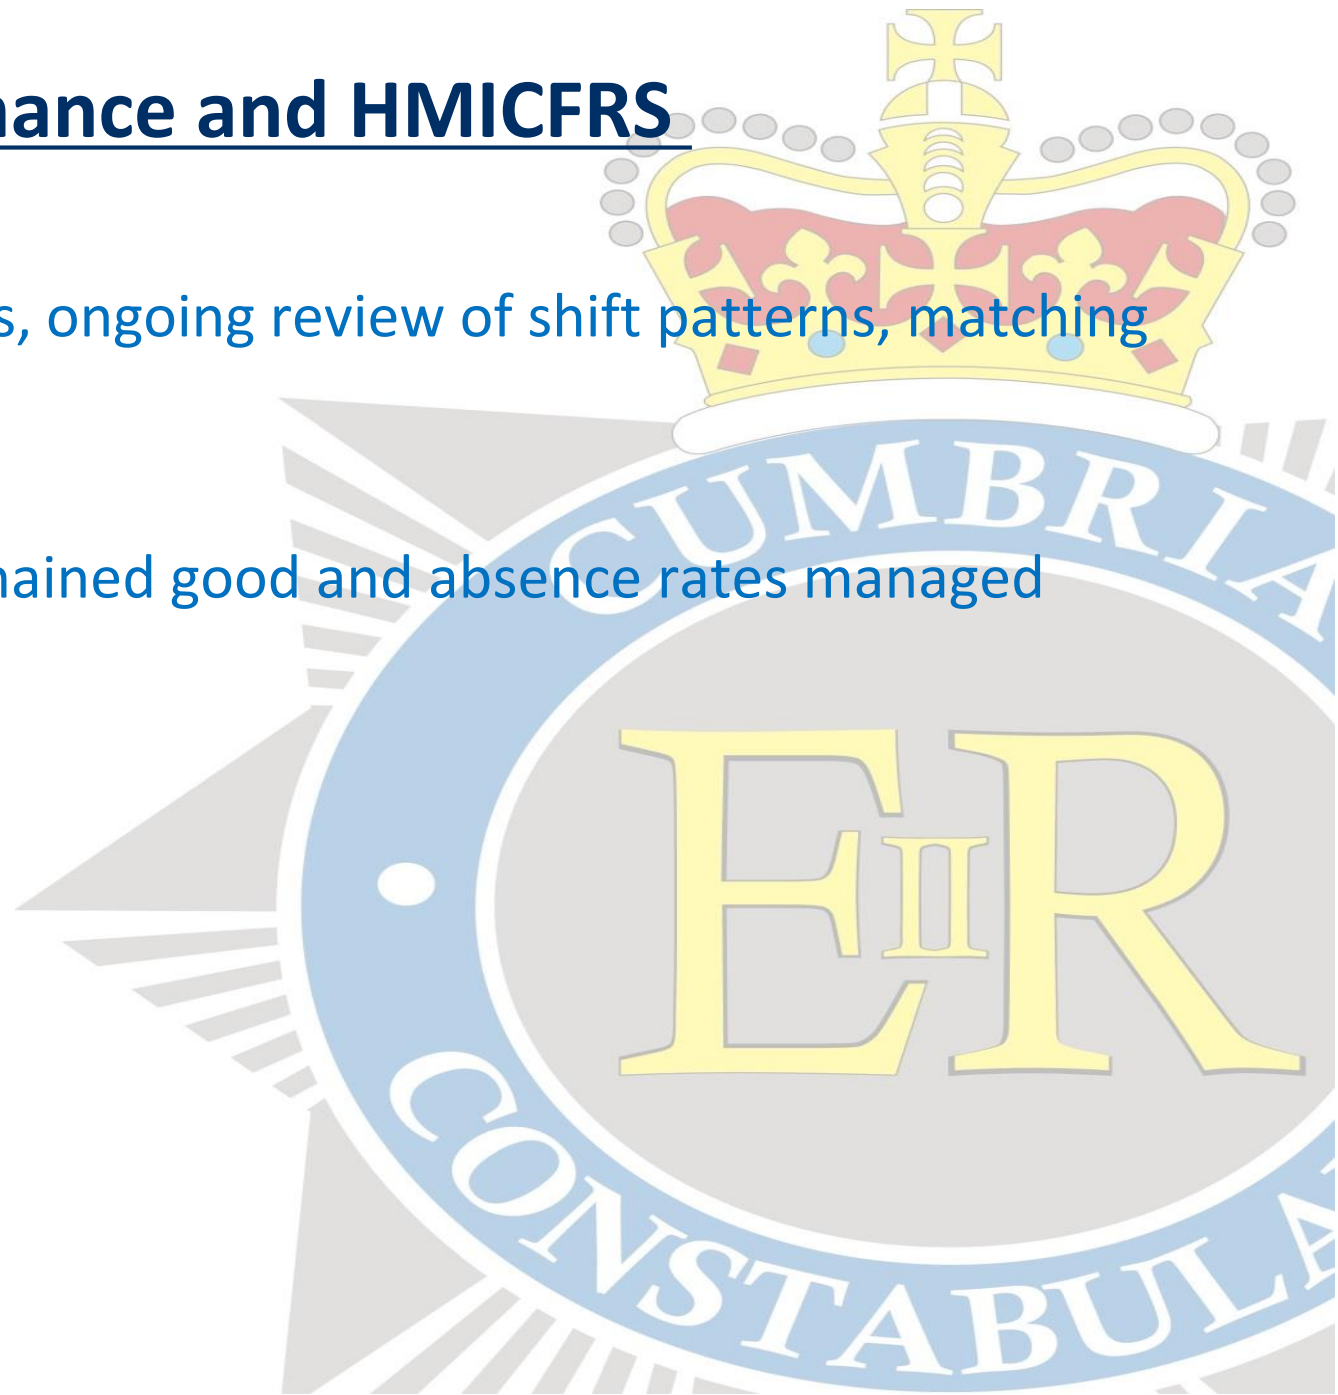 nance and HMICFRS
s, ongoing review of shift patterns, matching
nained good and absence rates managed
CUMBRIA
EIIR
CONSTABULA